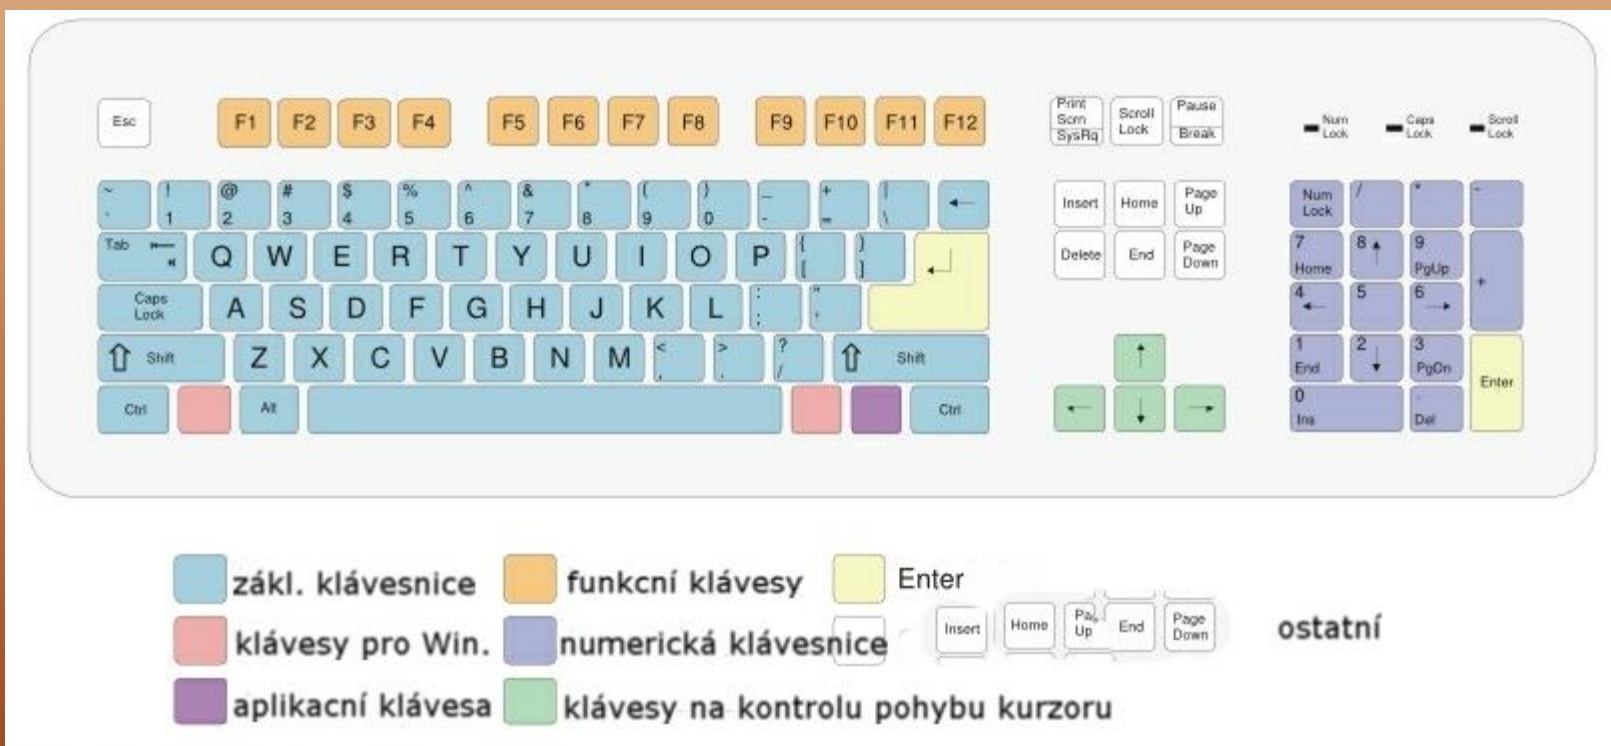 Esc F1 F2 F3 F4 F5 F6 F7 F8 F9 F10 F11 F12 Print Scrn SysRq Scroll Lock Pause Break Num Lock Caps Lock Scroll Lock
~ ` ! 1 @ 2 # 3 $ 4 % 5 ^ 6 & 7 * 8 ( 9 ) 0 _ - + = | \ ← Insert Home Page Up Num Lock / * -
Tab Q W E R T Y U I O P { [ } ] Delete End Page Down 7 Home 8 ↑ 9 PgUp +
Caps Lock A S D F G H J K L : ; " ' 4 ← 5 6 →
⇧ Shift Z X C V B N M < , > . ? / ⇧ Shift ↑ 1 End 2 ↓ 3 PgDn Enter
Ctrl Alt Ctrl ← ↓ → 0 Ins . Del
zákl. klávesnice funkcní klávesy Enter
klávesy pro Win. numerická klávesnice Insert Home Page Up End Page Down ostatní
aplikacní klávesa klávesy na kontrolu pohybu kurzoru